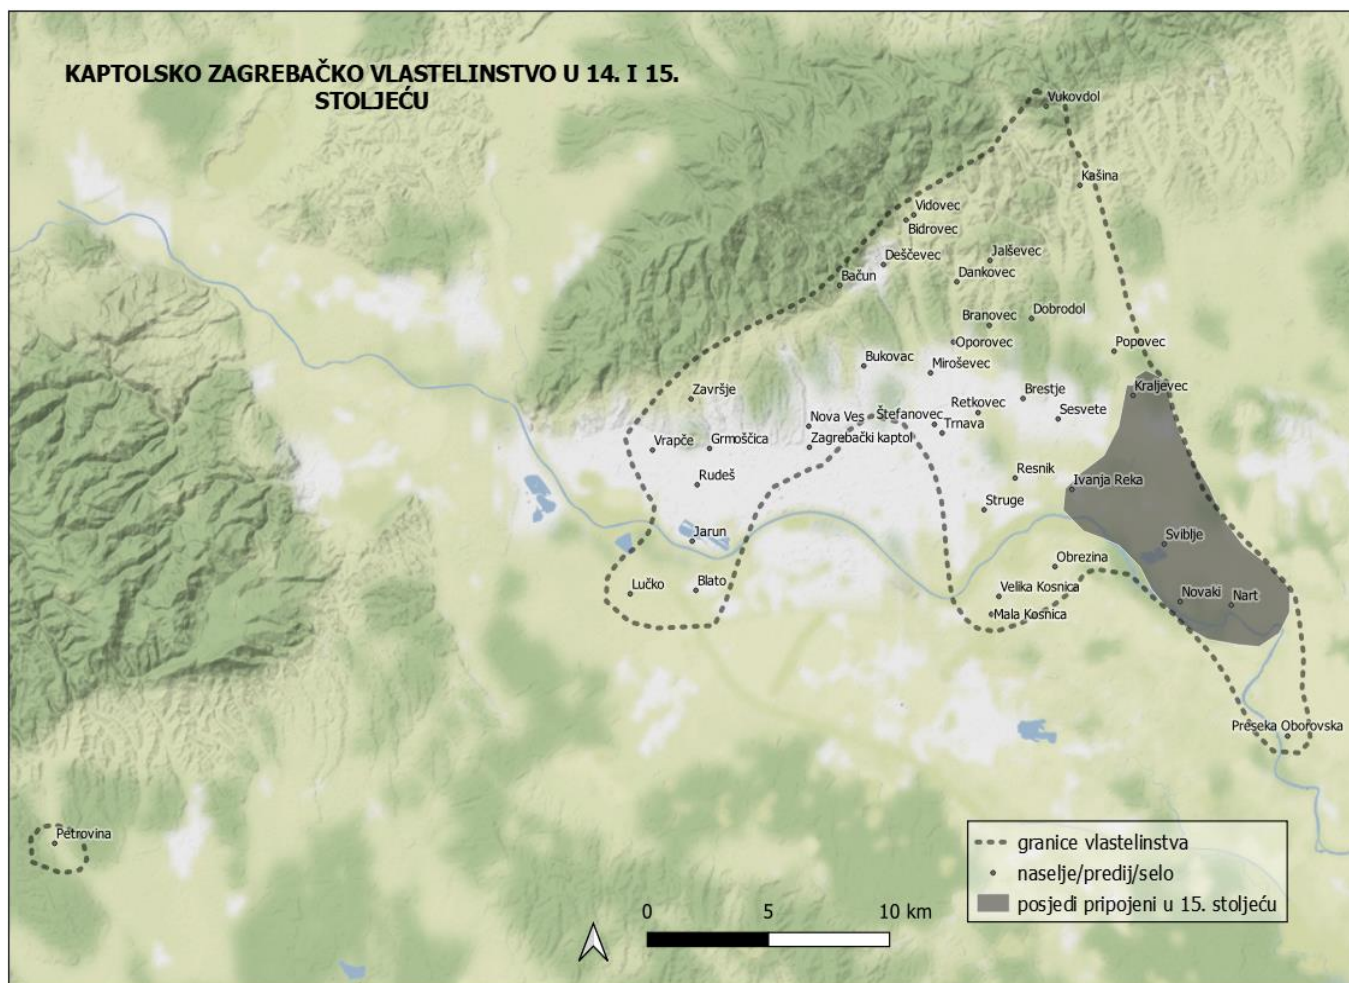 KAPTOLSKO ZAGREBAČKO VLASTELINSTVO U 14. I 15.
STOLJEĆU
Vukovdol
Kašina
Vidovec
Bidrovec
Deščevec
Jalševec
Bačun
Dankovec
Dobrodol
Branovec
Oporovec
Popovec
Bukovac
Miroševec
Završje
Brestje
Kraljevec
Retkovec
Sesvete
Nova Ves
Štefanovec
Trnava
Vrapče
Grmoščica
Zagrebački kaptol
Rudeš
Resnik
Ivanja Reka
Struge
Jarun
Sviblje
Obrezina
Lučko
Blato
Velika Kosnica
Novaki
Nart
Mala Kosnica
Preseka Oborovska
Petrovina
granice vlastelinstva
naselje/predij/selo
posjedi pripojeni u 15. stoljeću
0 5 10 km